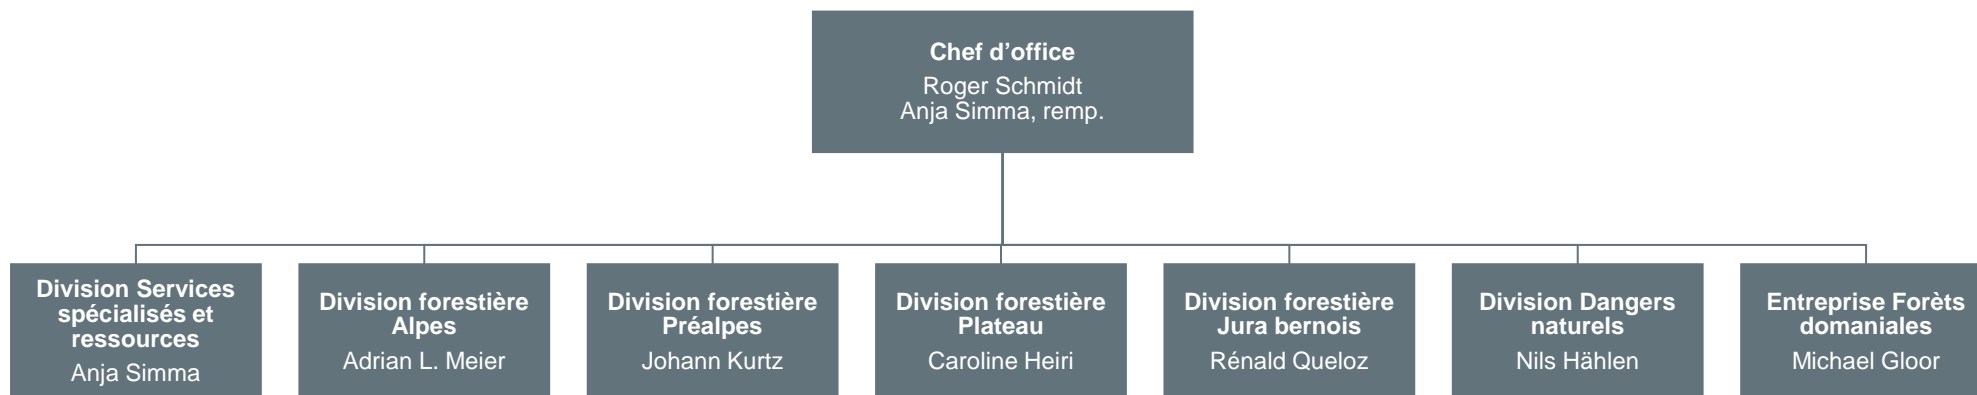 Chef d’office
Roger Schmidt
Anja Simma, remp.
Division Services
spécialisés et
ressources
Anja Simma
Division forestière
Alpes
Adrian L. Meier
Division forestière
Préalpes
Johann Kurtz
Division forestière
Plateau
Caroline Heiri
Division forestière
Jura bernois
Rénald Queloz
Division Dangers
naturels
Nils Hählen
Entreprise Forèts
domaniales
Michael Gloor